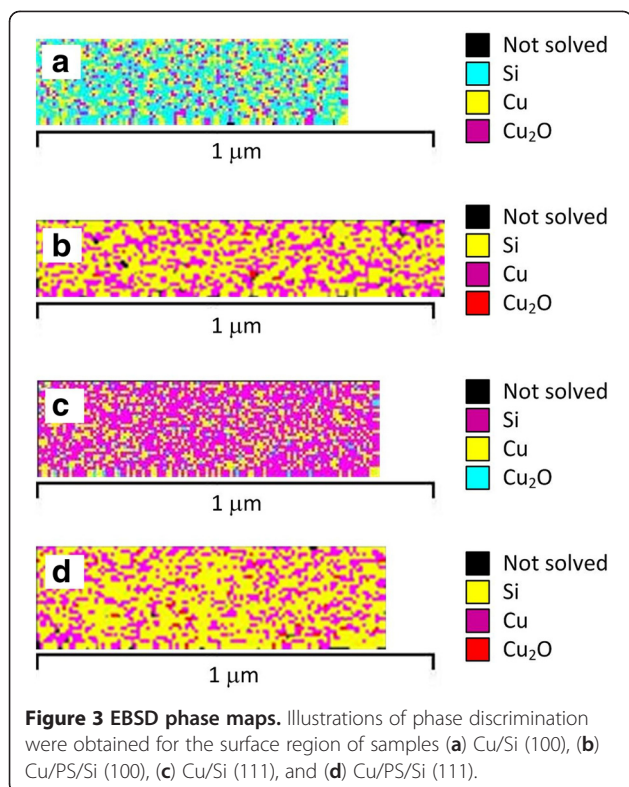 a
Not solved
Si
Cu
Cu₂O
1 μm
b
Not solved
Si
Cu
Cu₂O
1 μm
c
Not solved
Si
Cu
Cu₂O
1 μm
d
Not solved
Si
Cu
Cu₂O
1 μm
Figure 3 EBSD phase maps. Illustrations of phase discrimination
were obtained for the surface region of samples (a) Cu/Si (100), (b)
Cu/PS/Si (100), (c) Cu/Si (111), and (d) Cu/PS/Si (111).